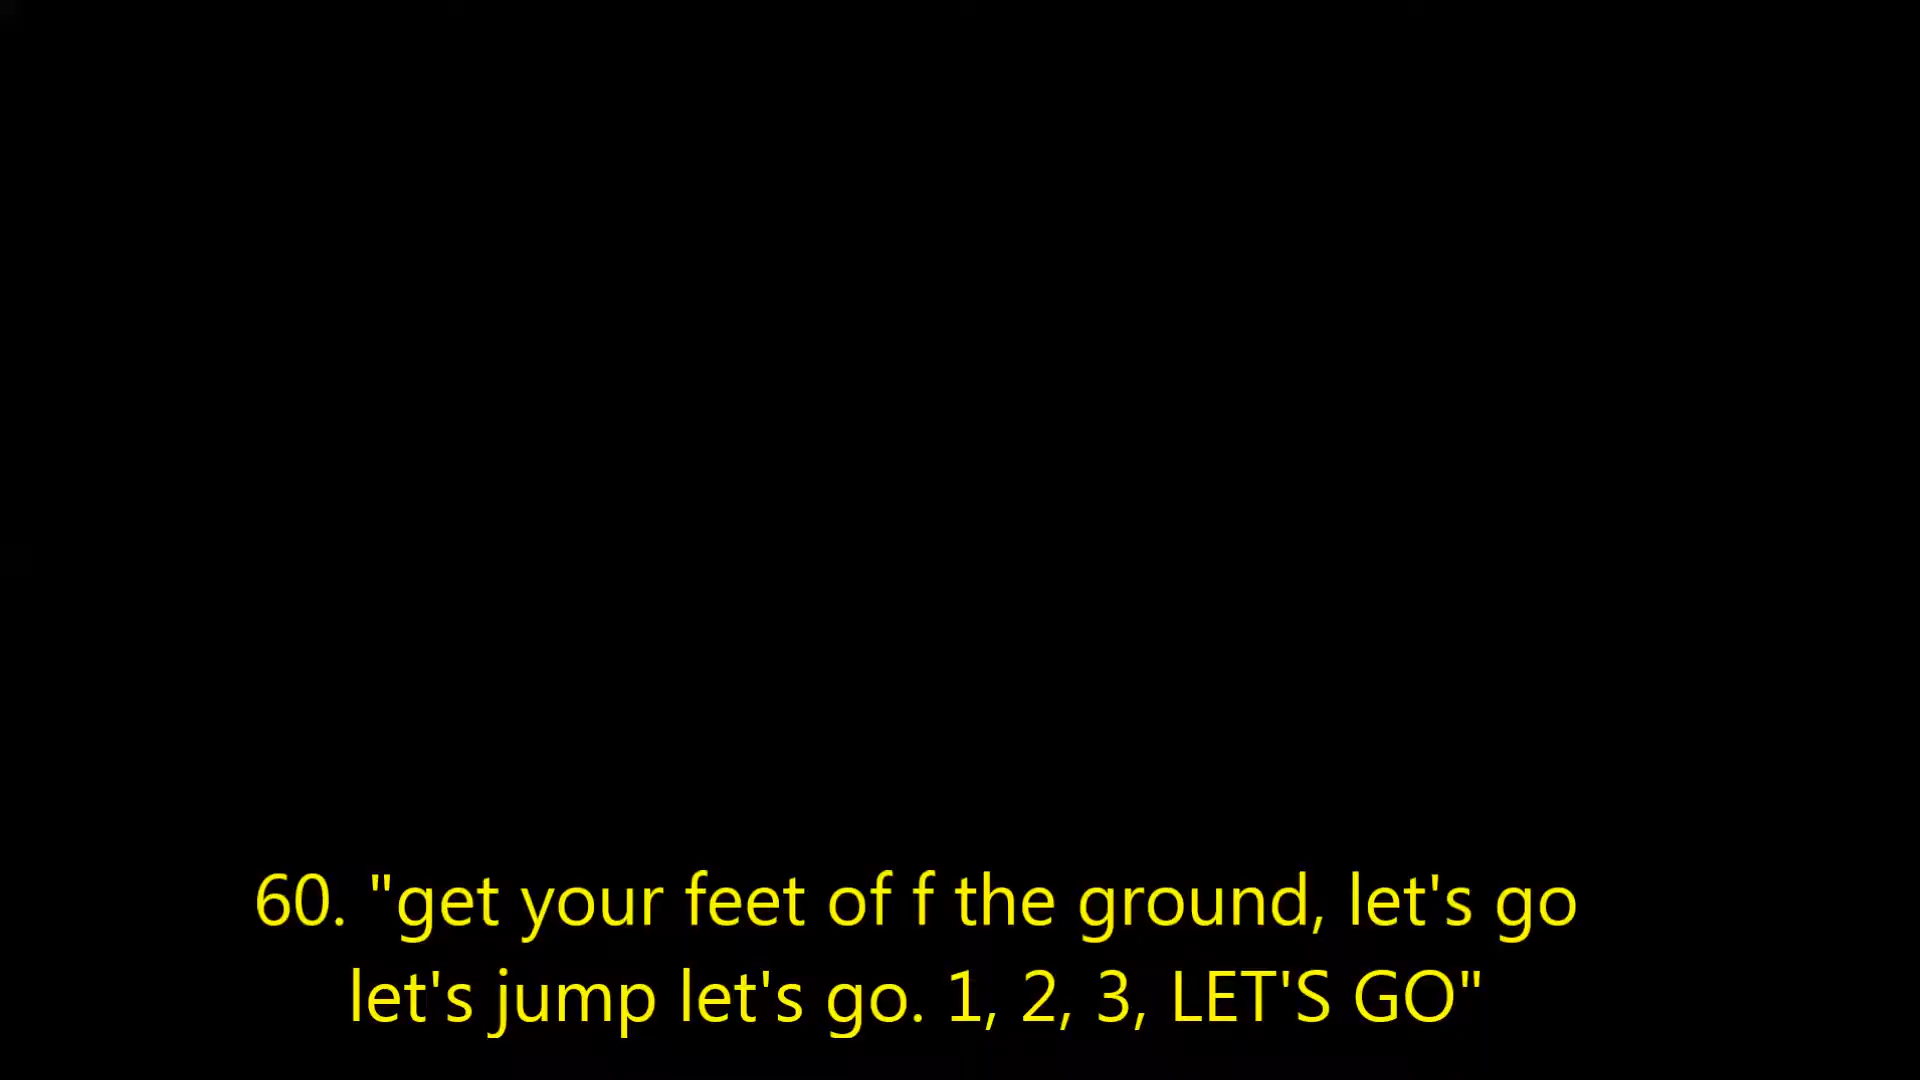 60. "get your feet of f the ground, let's go
let's jump let's go. 1, 2, 3, LET'S GO"